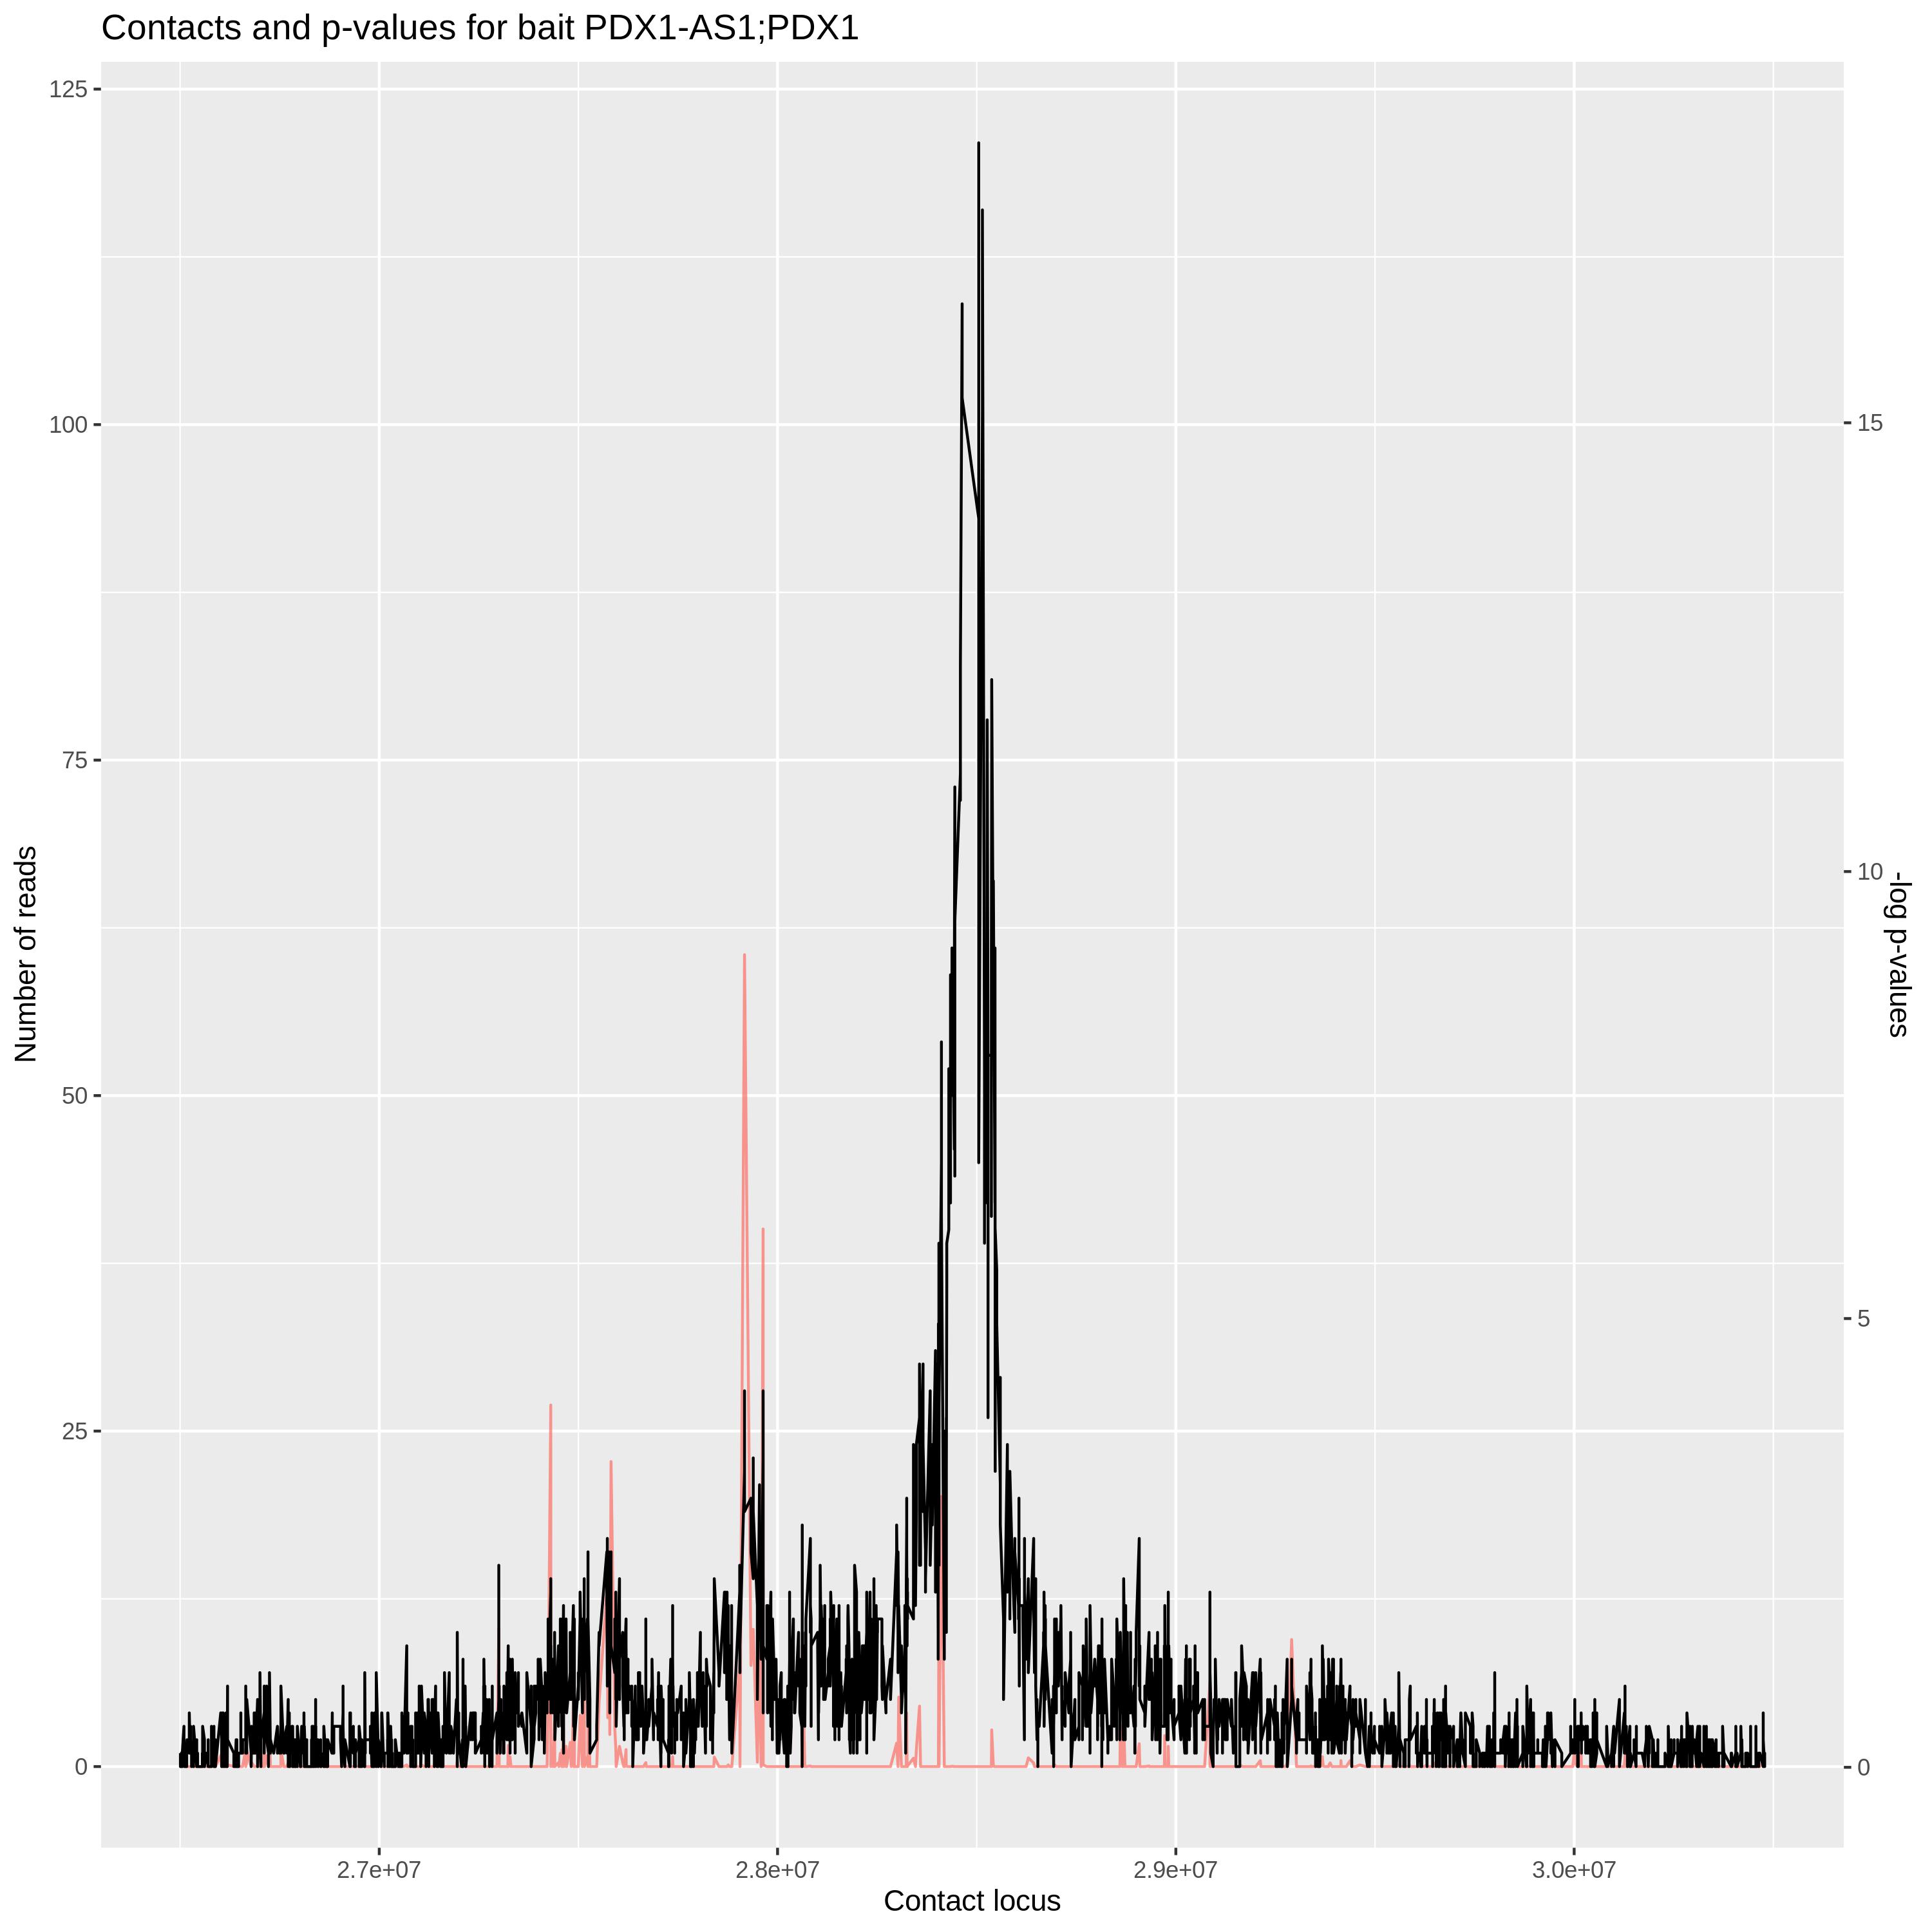 Contacts and p-values for bait PDX1-AS1;PDX1
125
100
75
50
25
0
Number of reads
15
10
5
0
-log p-values
2.7e+07
2.8e+07
2.9e+07
3.0e+07
Contact locus